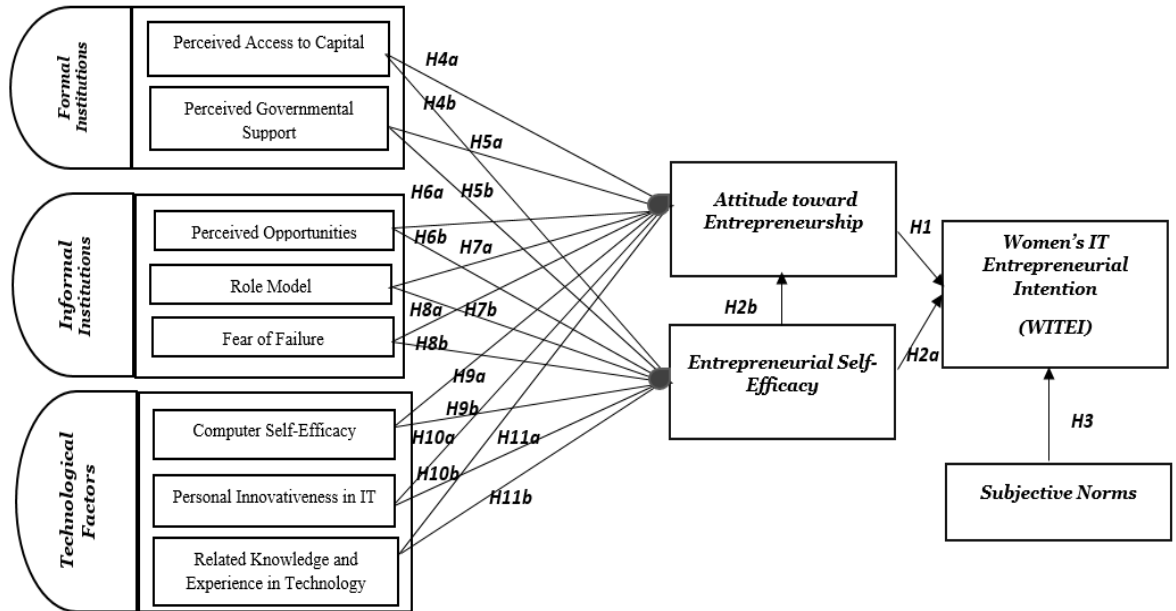 Formal
Institutions
Perceived Access to Capital
Perceived Governmental
Support
Informal
Institutions
Perceived Opportunities
Role Model
Fear of Failure
Technological
Factors
Computer Self-Efficacy
Personal Innovativeness in IT
Related Knowledge and
Experience in Technology
H4a
H4b
H5a
H6a
H5b
H6b
H7a
H8a
H7b
H8b
H9a
H9b
H10a
H11a
H10b
H11b
Attitude toward
Entrepreneurship
H2b
Entrepreneurial Self-
Efficacy
H1
H2a
Women's IT
Entrepreneurial
Intention
(WITEI)
H3
Subjective Norms